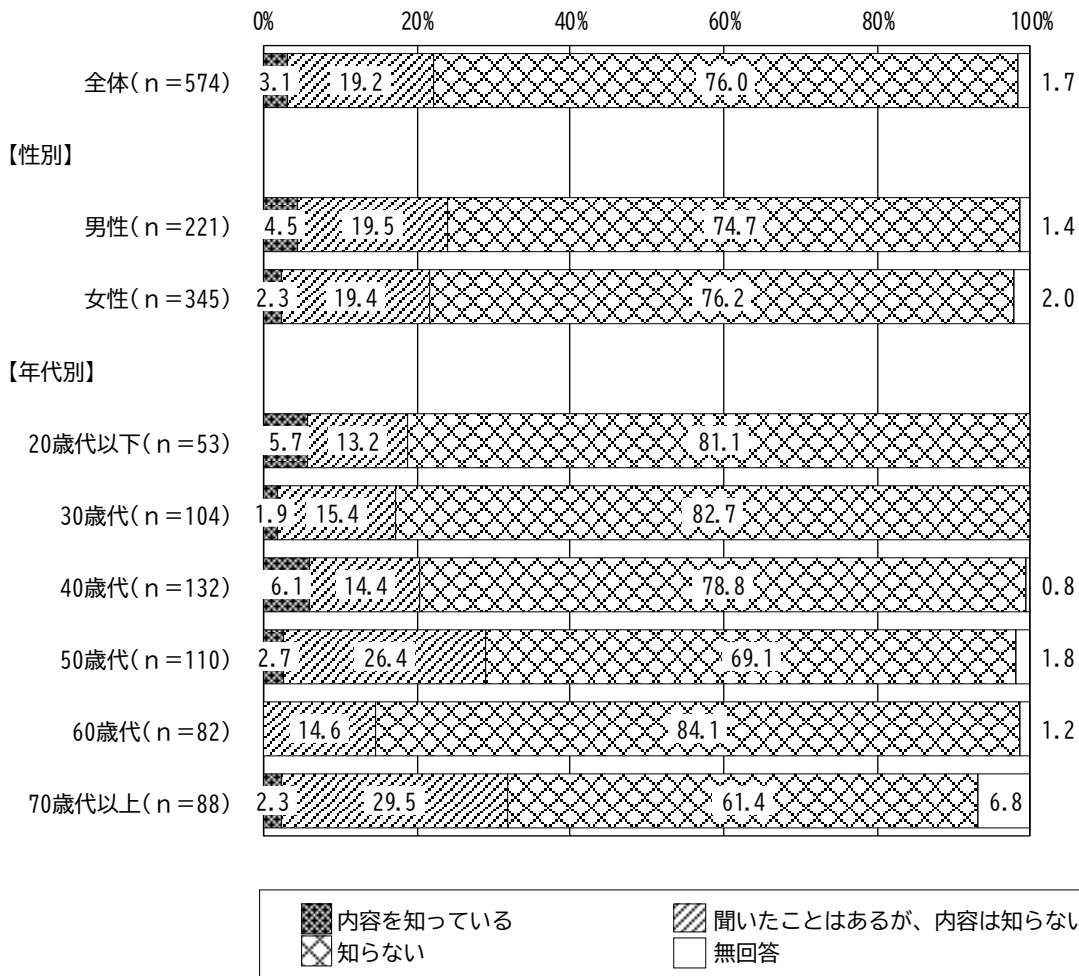 0% 20% 40% 60% 80% 100%
全体(ｎ=574) 3.1 19.2 76.0 1.7
【性別】
男性(ｎ=221) 4.5 19.5 74.7 1.4
女性(ｎ=345) 2.3 19.4 76.2 2.0
【年代別】
20歳代以下(ｎ=53) 5.7 13.2 81.1
30歳代(ｎ=104) 1.9 15.4 82.7
40歳代(ｎ=132) 6.1 14.4 78.8 0.8
50歳代(ｎ=110) 2.7 26.4 69.1 1.8
60歳代(ｎ=82) 14.6 84.1 1.2
70歳代以上(ｎ=88) 2.3 29.5 61.4 6.8
内容を知っている 聞いたことはあるが、内容は知らない
知らない 無回答